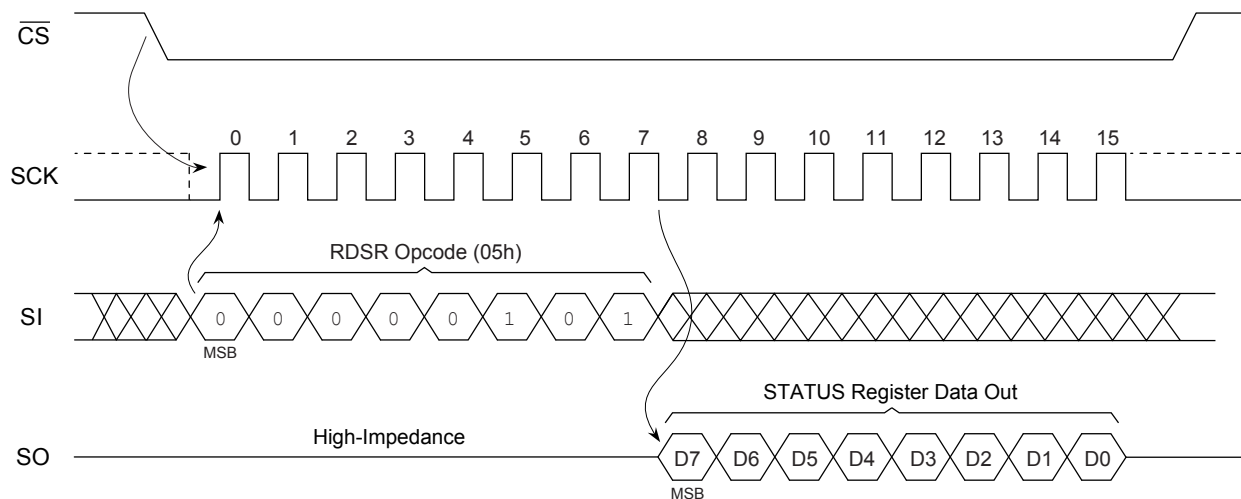 CS
0 1 2 3 4 5 6 7 8 9 10 11 12 13 14 15
SCK
RDSR Opcode (05h)
SI 0 0 0 0 0 1 0 1
MSB
STATUS Register Data Out
High-Impedance
SO D7 D6 D5 D4 D3 D2 D1 D0
MSB